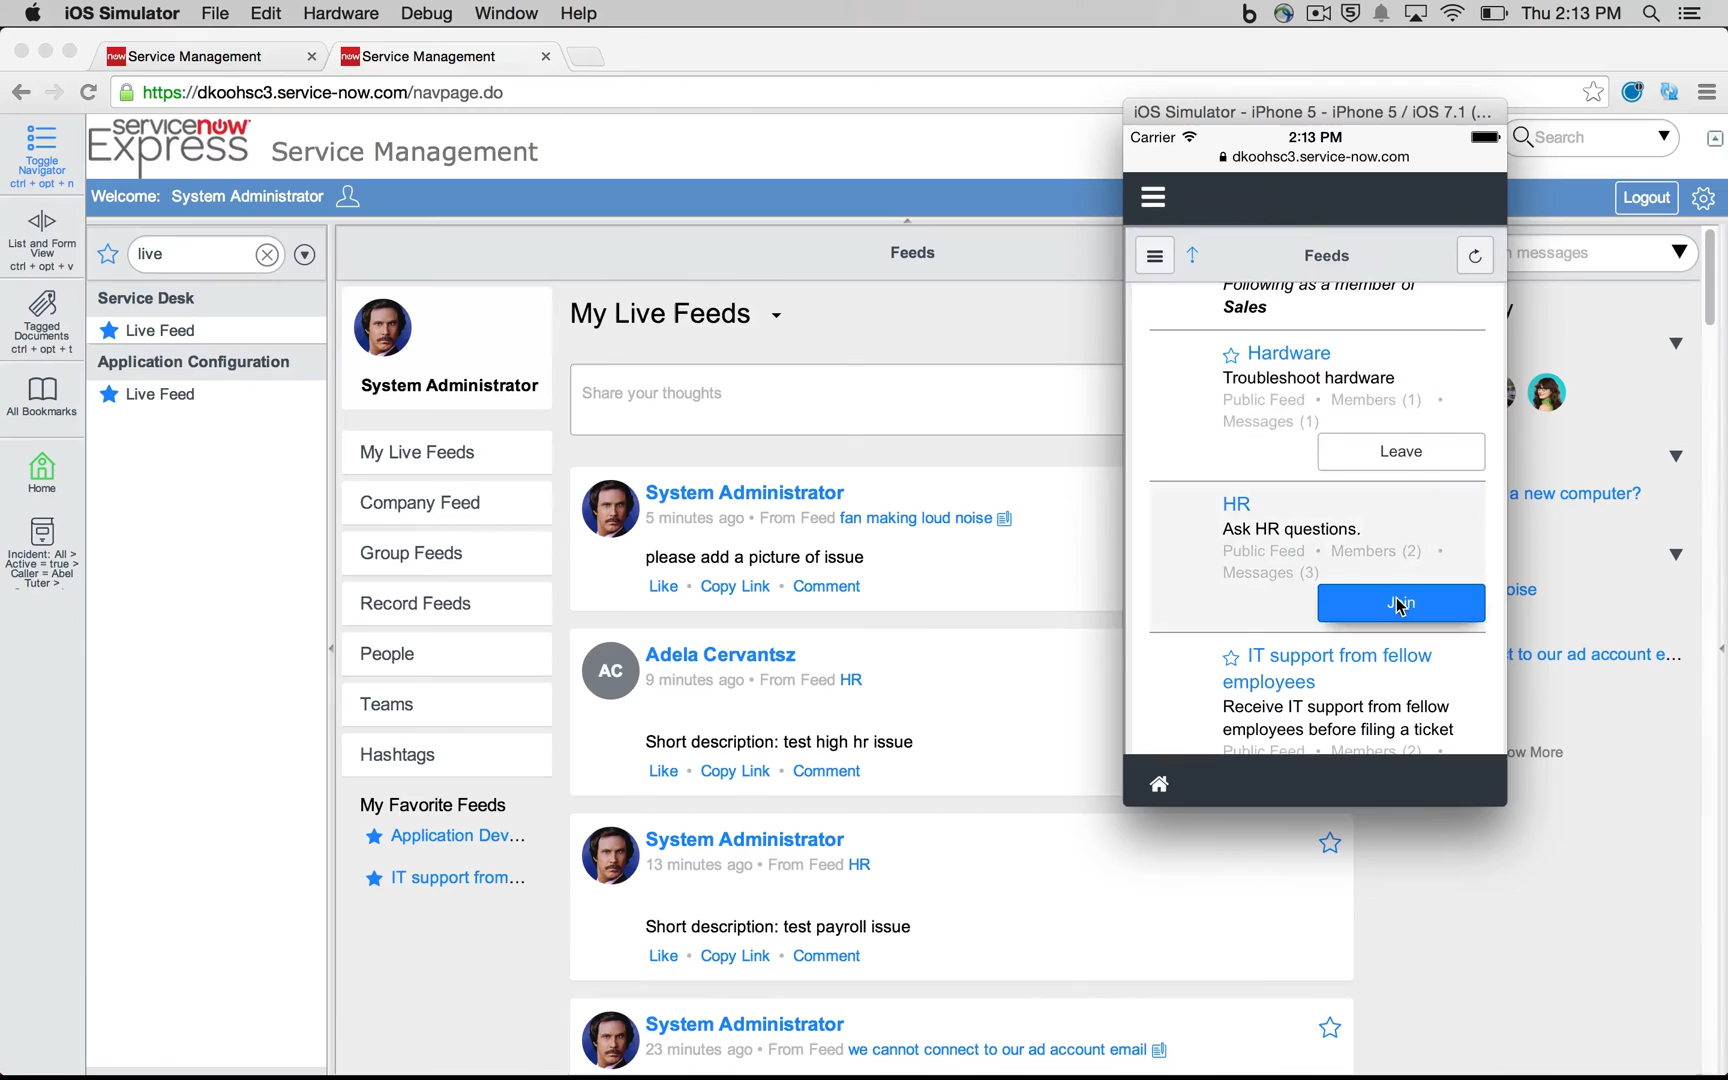 iOS Simulator File Edit Hardware Debug Window Help
Thu 2:13 PM
now Service Management
now Service Management
https://dkoohsc3.service-now.com/navpage.do
Toggle
Navigator
ctrl + opt + n
List and Form
View
ctrl + opt + v
Tagged
Documents
ctrl + opt + t
All Bookmarks
Home
Incident: All >
Active = true >
Caller = Abel
Tuter >
servicenow
Express
Service Management
Search
Welcome: System Administrator
Logout
live
Service Desk
Live Feed
Application Configuration
Live Feed
Feeds
System Administrator
My Live Feeds
Company Feed
Group Feeds
Record Feeds
People
Teams
Hashtags
My Favorite Feeds
Application Dev...
IT support from...
My Live Feeds
Share your thoughts
System Administrator
5 minutes ago • From Feed fan making loud noise
please add a picture of issue
Like • Copy Link • Comment
AC
Adela Cervantsz
9 minutes ago • From Feed HR
Short description: test high hr issue
Like • Copy Link • Comment
System Administrator
13 minutes ago • From Feed HR
Short description: test payroll issue
Like • Copy Link • Comment
System Administrator
23 minutes ago • From Feed we cannot connect to our ad account email
iOS Simulator - iPhone 5 - iPhone 5 / iOS 7.1 (...
Carrier
2:13 PM
dkoohsc3.service-now.com
Feeds
Following as a member of
Sales
Hardware
Troubleshoot hardware
Public Feed • Members (1) •
Messages (1)
Leave
HR
Ask HR questions.
Public Feed • Members (2) •
Messages (3)
Join
IT support from fellow
employees
Receive IT support from fellow
employees before filing a ticket
Public Feed • Members (2) •
messages
a new computer?
t to our ad account e...
More